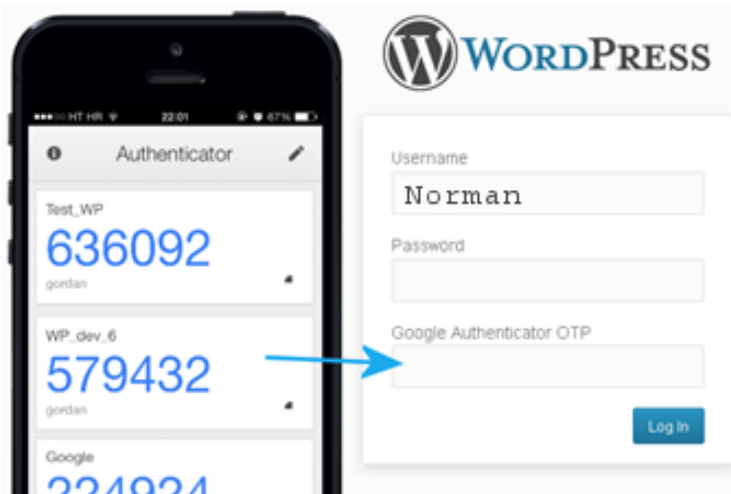 WORDPRESS
HT HR 22:01 67%
Authenticator
Test_WP
636092
gordan
WP_dev_6
579432
gordan
Google
224924
Username
Norman
Password
Google Authenticator OTP
Log In